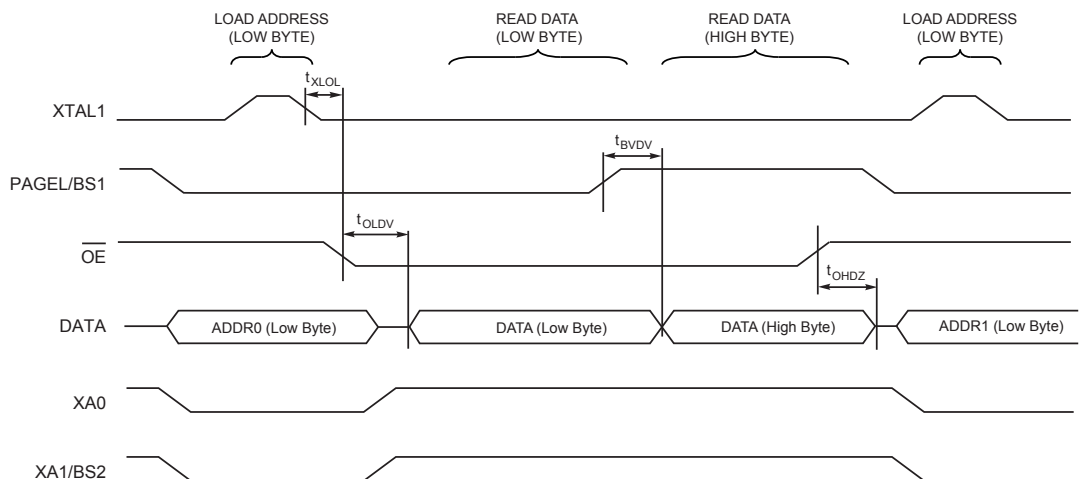 LOAD ADDRESS
(LOW BYTE)
READ DATA
(LOW BYTE)
READ DATA
(HIGH BYTE)
LOAD ADDRESS
(LOW BYTE)
tXLOL
XTAL1
tBVDV
PAGEL/BS1
tOLDV
OE
tOHDZ
DATA
ADDR0 (Low Byte)
DATA (Low Byte)
DATA (High Byte)
ADDR1 (Low Byte)
XA0
XA1/BS2